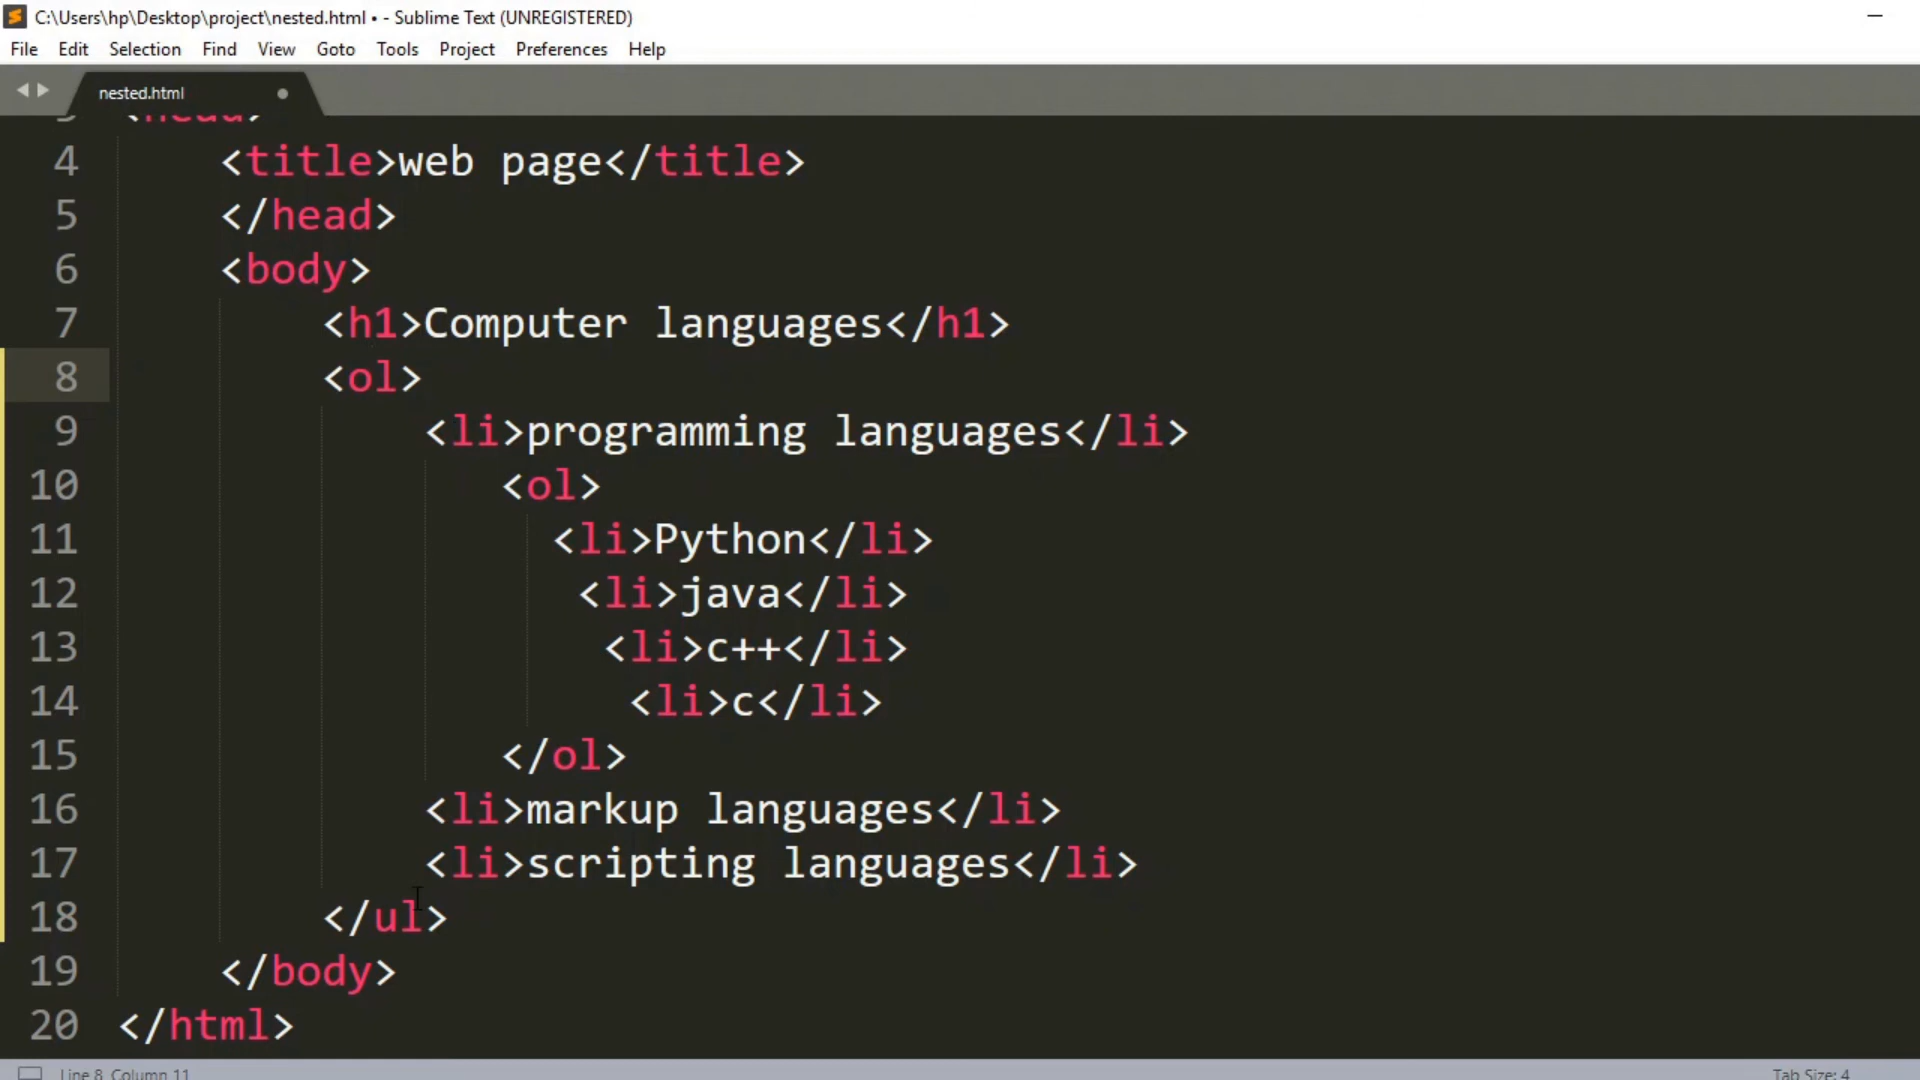 C:\Users\hp\Desktop\project\nested.html • - Sublime Text (UNREGISTERED)
File Edit Selection Find View Goto Tools Project Preferences Help
nested.html
3 <head>
4 <title>web page</title>
5 </head>
6 <body>
7 <h1>Computer languages</h1>
8 <ol>
9 <li>programming languages</li>
10 <ol>
11 <li>Python</li>
12 <li>java</li>
13 <li>c++</li>
14 <li>c</li>
15 </ol>
16 <li>markup languages</li>
17 <li>scripting languages</li>
18 </ul>
19 </body>
20 </html>
Line 8, Column 11 Tab Size: 4